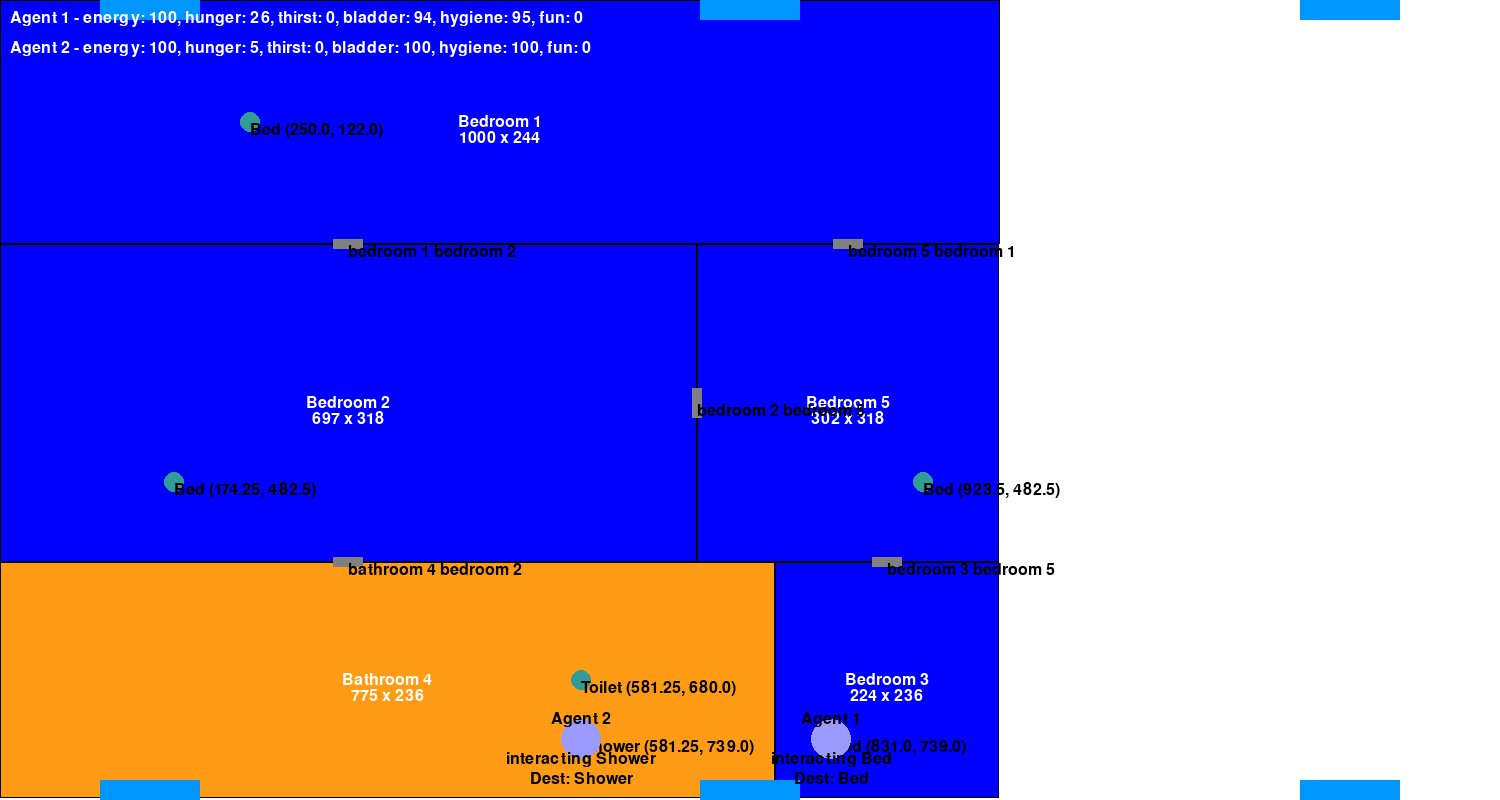 Agent 1 - energy: 100, hunger: 26, thirst: 0, bladder: 94, hygiene: 95, fun: 0
Agent 2 - energy: 100, hunger: 5, thirst: 0, bladder: 100, hygiene: 100, fun: 0
Bed (250.0, 122.0)
Bedroom 1
1000 x 244
bedroom 1 bedroom 2
bedroom 5 bedroom 1
Bedroom 2
697 x 318
bedroom 2 bedroom
Bedroom 5
302 x 318
Bed (174.25, 482.5)
Bed (923.5, 482.5)
bathroom 4 bedroom 2
bedroom 3 bedroom 5
Bathroom 4
775 x 236
Toilet (581.25, 680.0)
Bedroom 3
224 x 236
Agent 2
hower (581.25, 739.0)
interacting Shower
Dest: Shower
Agent 1
d (831.0, 739.0)
interacting Bed
Dest: Bed